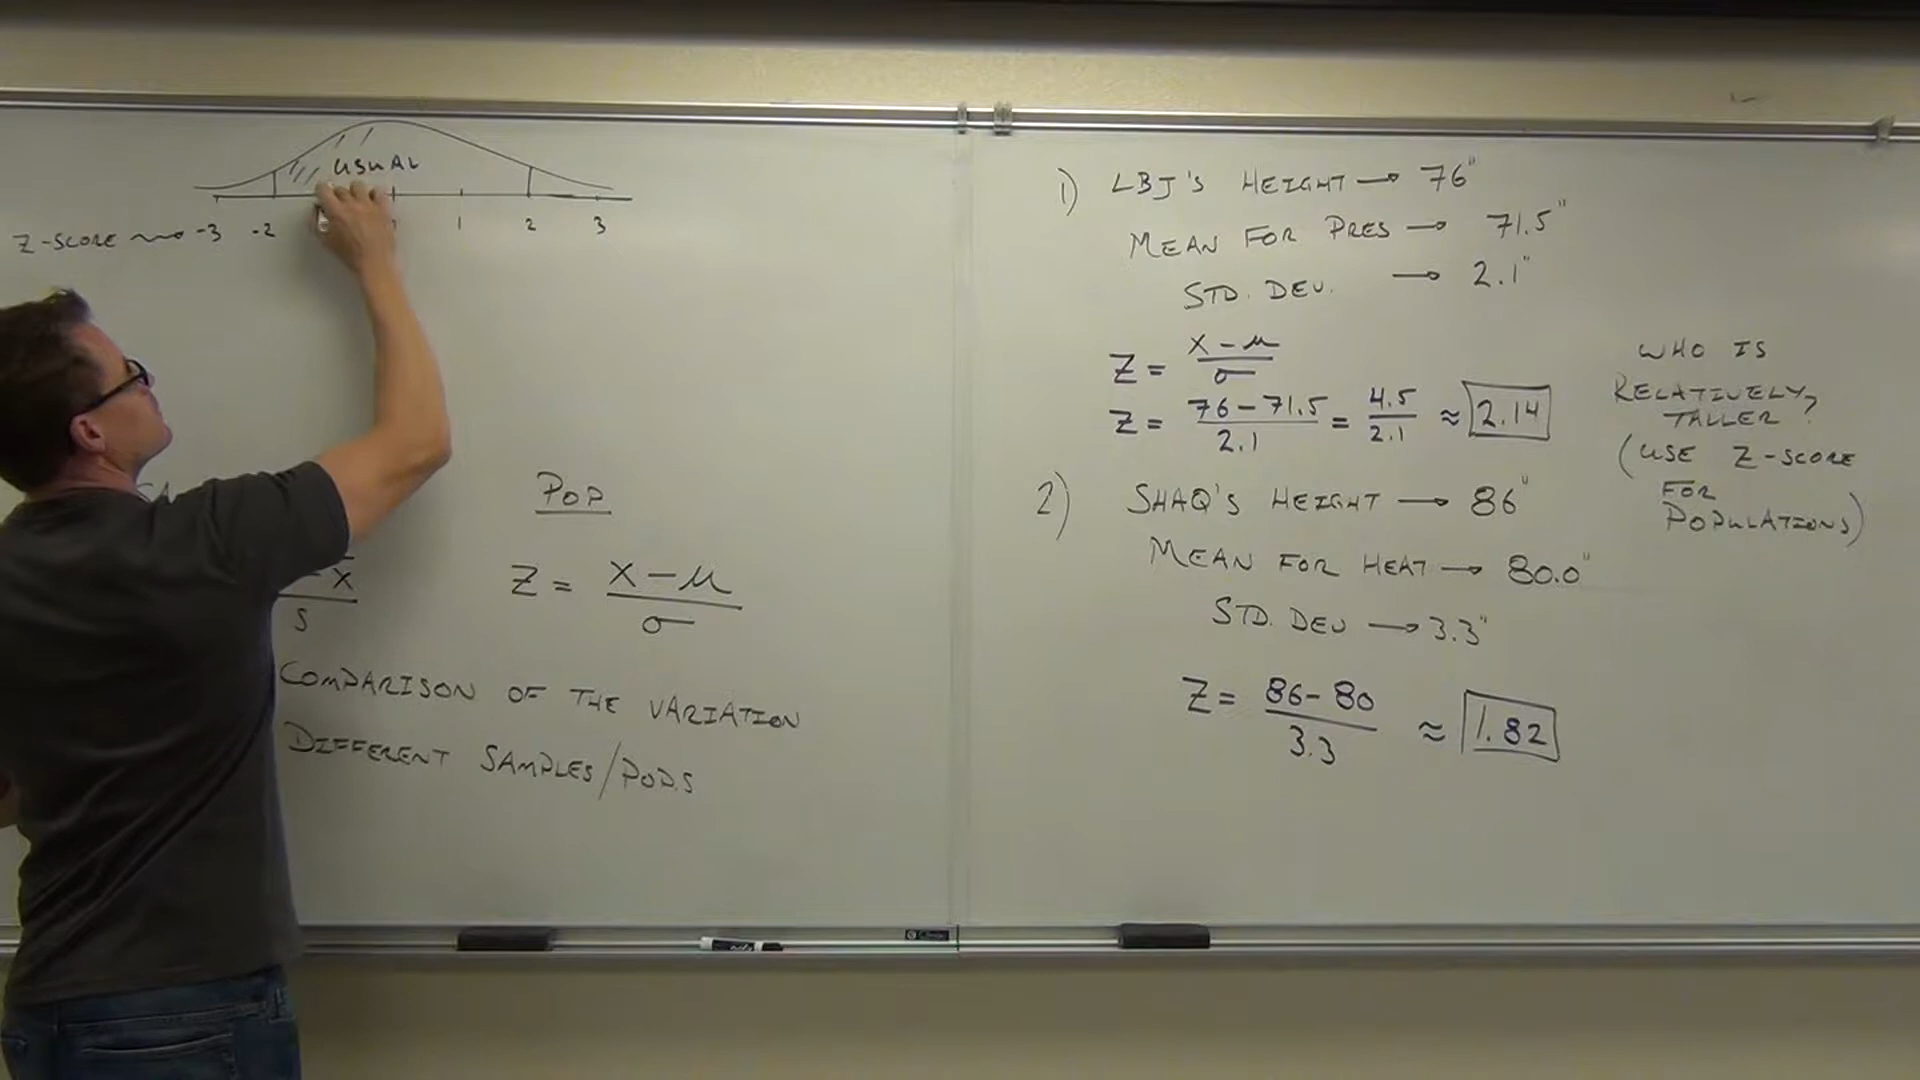 USUAL
Z-SCORE -3 -2 1 2 3
POP
- x̄
s
Z = x - μ
σ
COMPARISON OF THE VARIATION
DIFFERENT SAMPLES/POPS
1) LBJ'S HEIGHT → 76"
MEAN FOR PRES → 71.5"
STD. DEV. → 2.1"
Z = x - μ
σ
Z = 76 - 71.5 = 4.5 ≈ 2.14
2.1 2.1
2) SHAQ'S HEIGHT → 86"
MEAN FOR HEAT → 80.0"
STD. DEV → 3.3"
Z = 86 - 80 ≈ 1.82
3.3
WHO IS
RELATIVELY
TALLER?
(USE Z-SCORE
FOR
POPULATIONS)